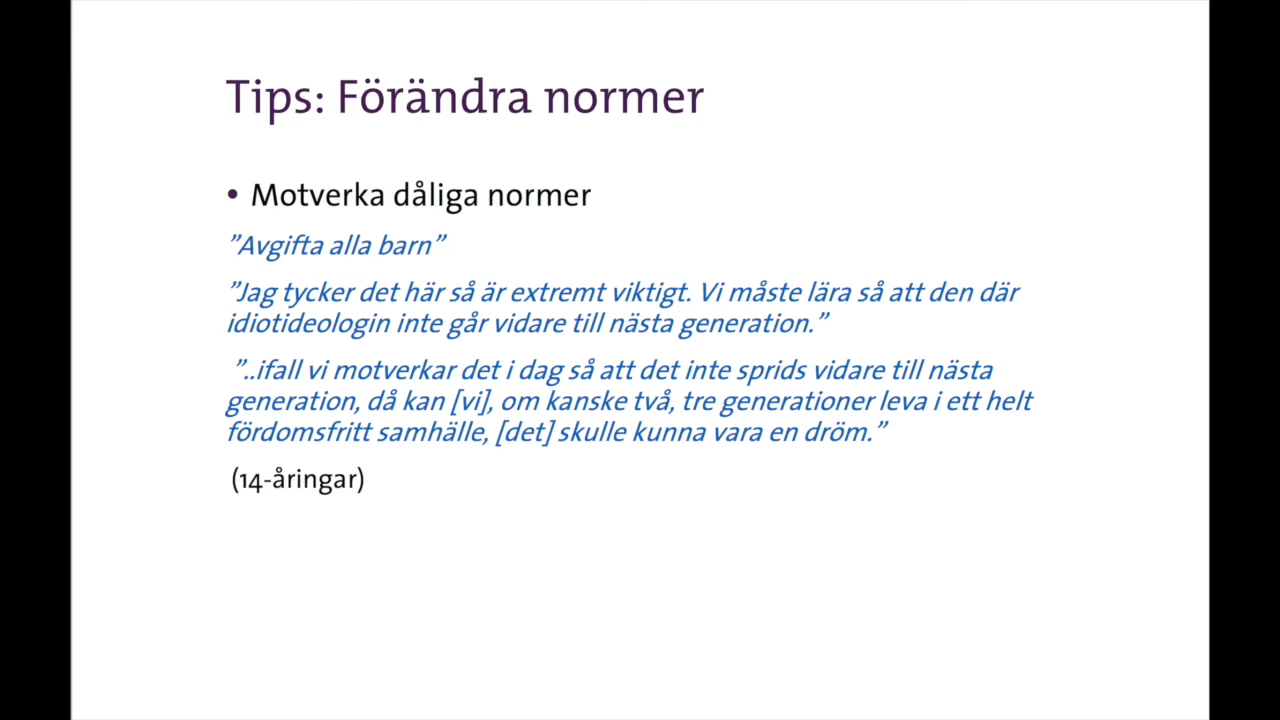 Tips: Förändra normer
• Motverka dåliga normer
”Avgifta alla barn”
”Jag tycker det här så är extremt viktigt. Vi måste lära så att den där
idiotideologin inte går vidare till nästa generation.”
”..ifall vi motverkar det i dag så att det inte sprids vidare till nästa
generation, då kan [vi], om kanske två, tre generationer leva i ett helt
fördomsfritt samhälle, [det] skulle kunna vara en dröm.”
(14-åringar)